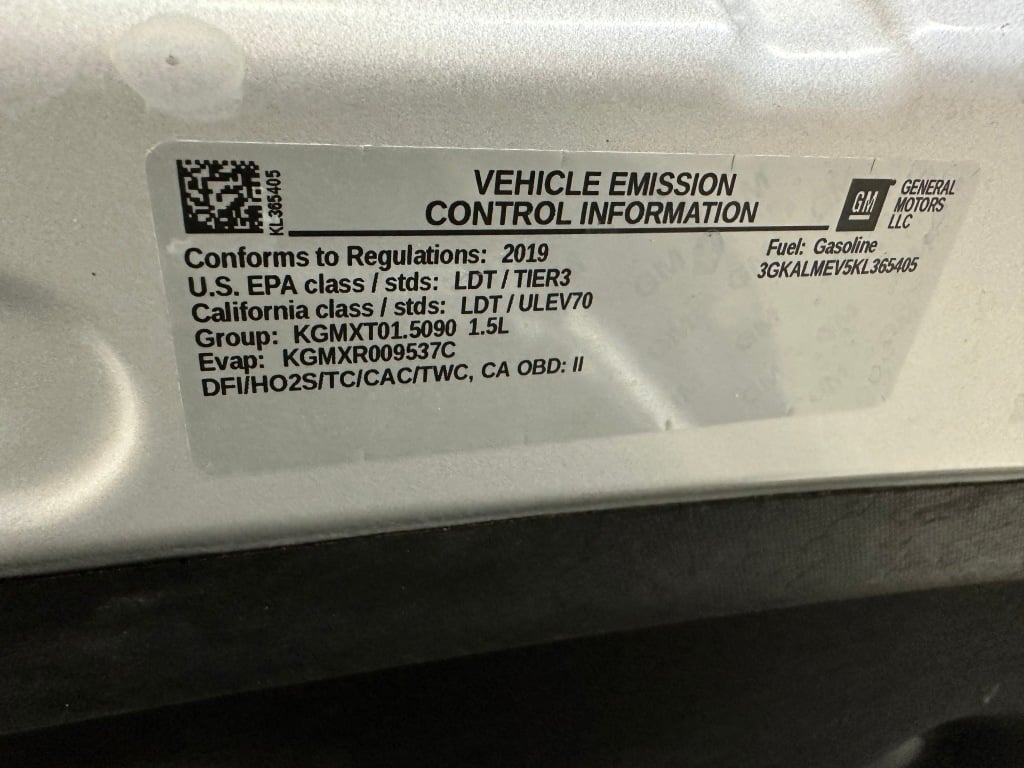 KL365405
VEHICLE EMISSION
CONTROL INFORMATION
GM
GENERAL
MOTORS
LLC
Conforms to Regulations: 2019
Fuel: Gasoline
U.S. EPA class / stds: LDT / TIER3
3GKALMEV5KL365405
California class / stds: LDT / ULEV70
Group: KGMXT01.5090 1.5L
Evap: KGMXR009537C
DFI/HO2S/TC/CAC/TWC, CA OBD: II